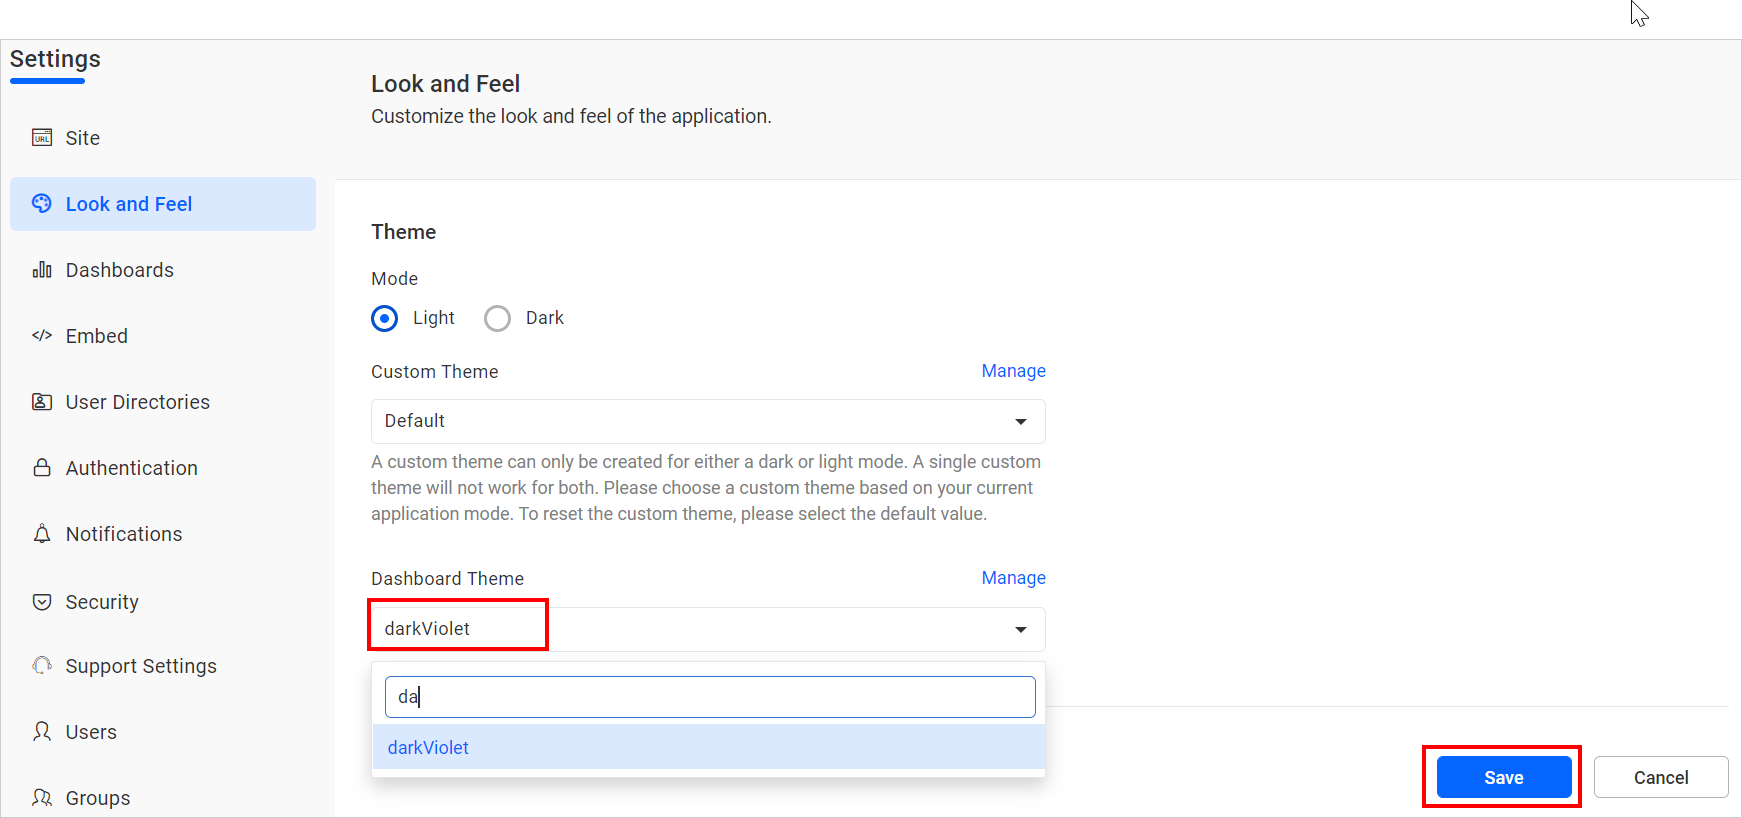 Settings
URL
Site
Look and Feel
Dashboards
</> Embed
User Directories
Authentication
Notifications
Security
Support Settings
Users
Groups
Look and Feel
Customize the look and feel of the application.
Theme
Mode
Light
Dark
Custom Theme
Manage
Default
A custom theme can only be created for either a dark or light mode. A single custom
theme will not work for both. Please choose a custom theme based on your current
application mode. To reset the custom theme, please select the default value.
Dashboard Theme
Manage
darkViolet
da
darkViolet
Save
Cancel